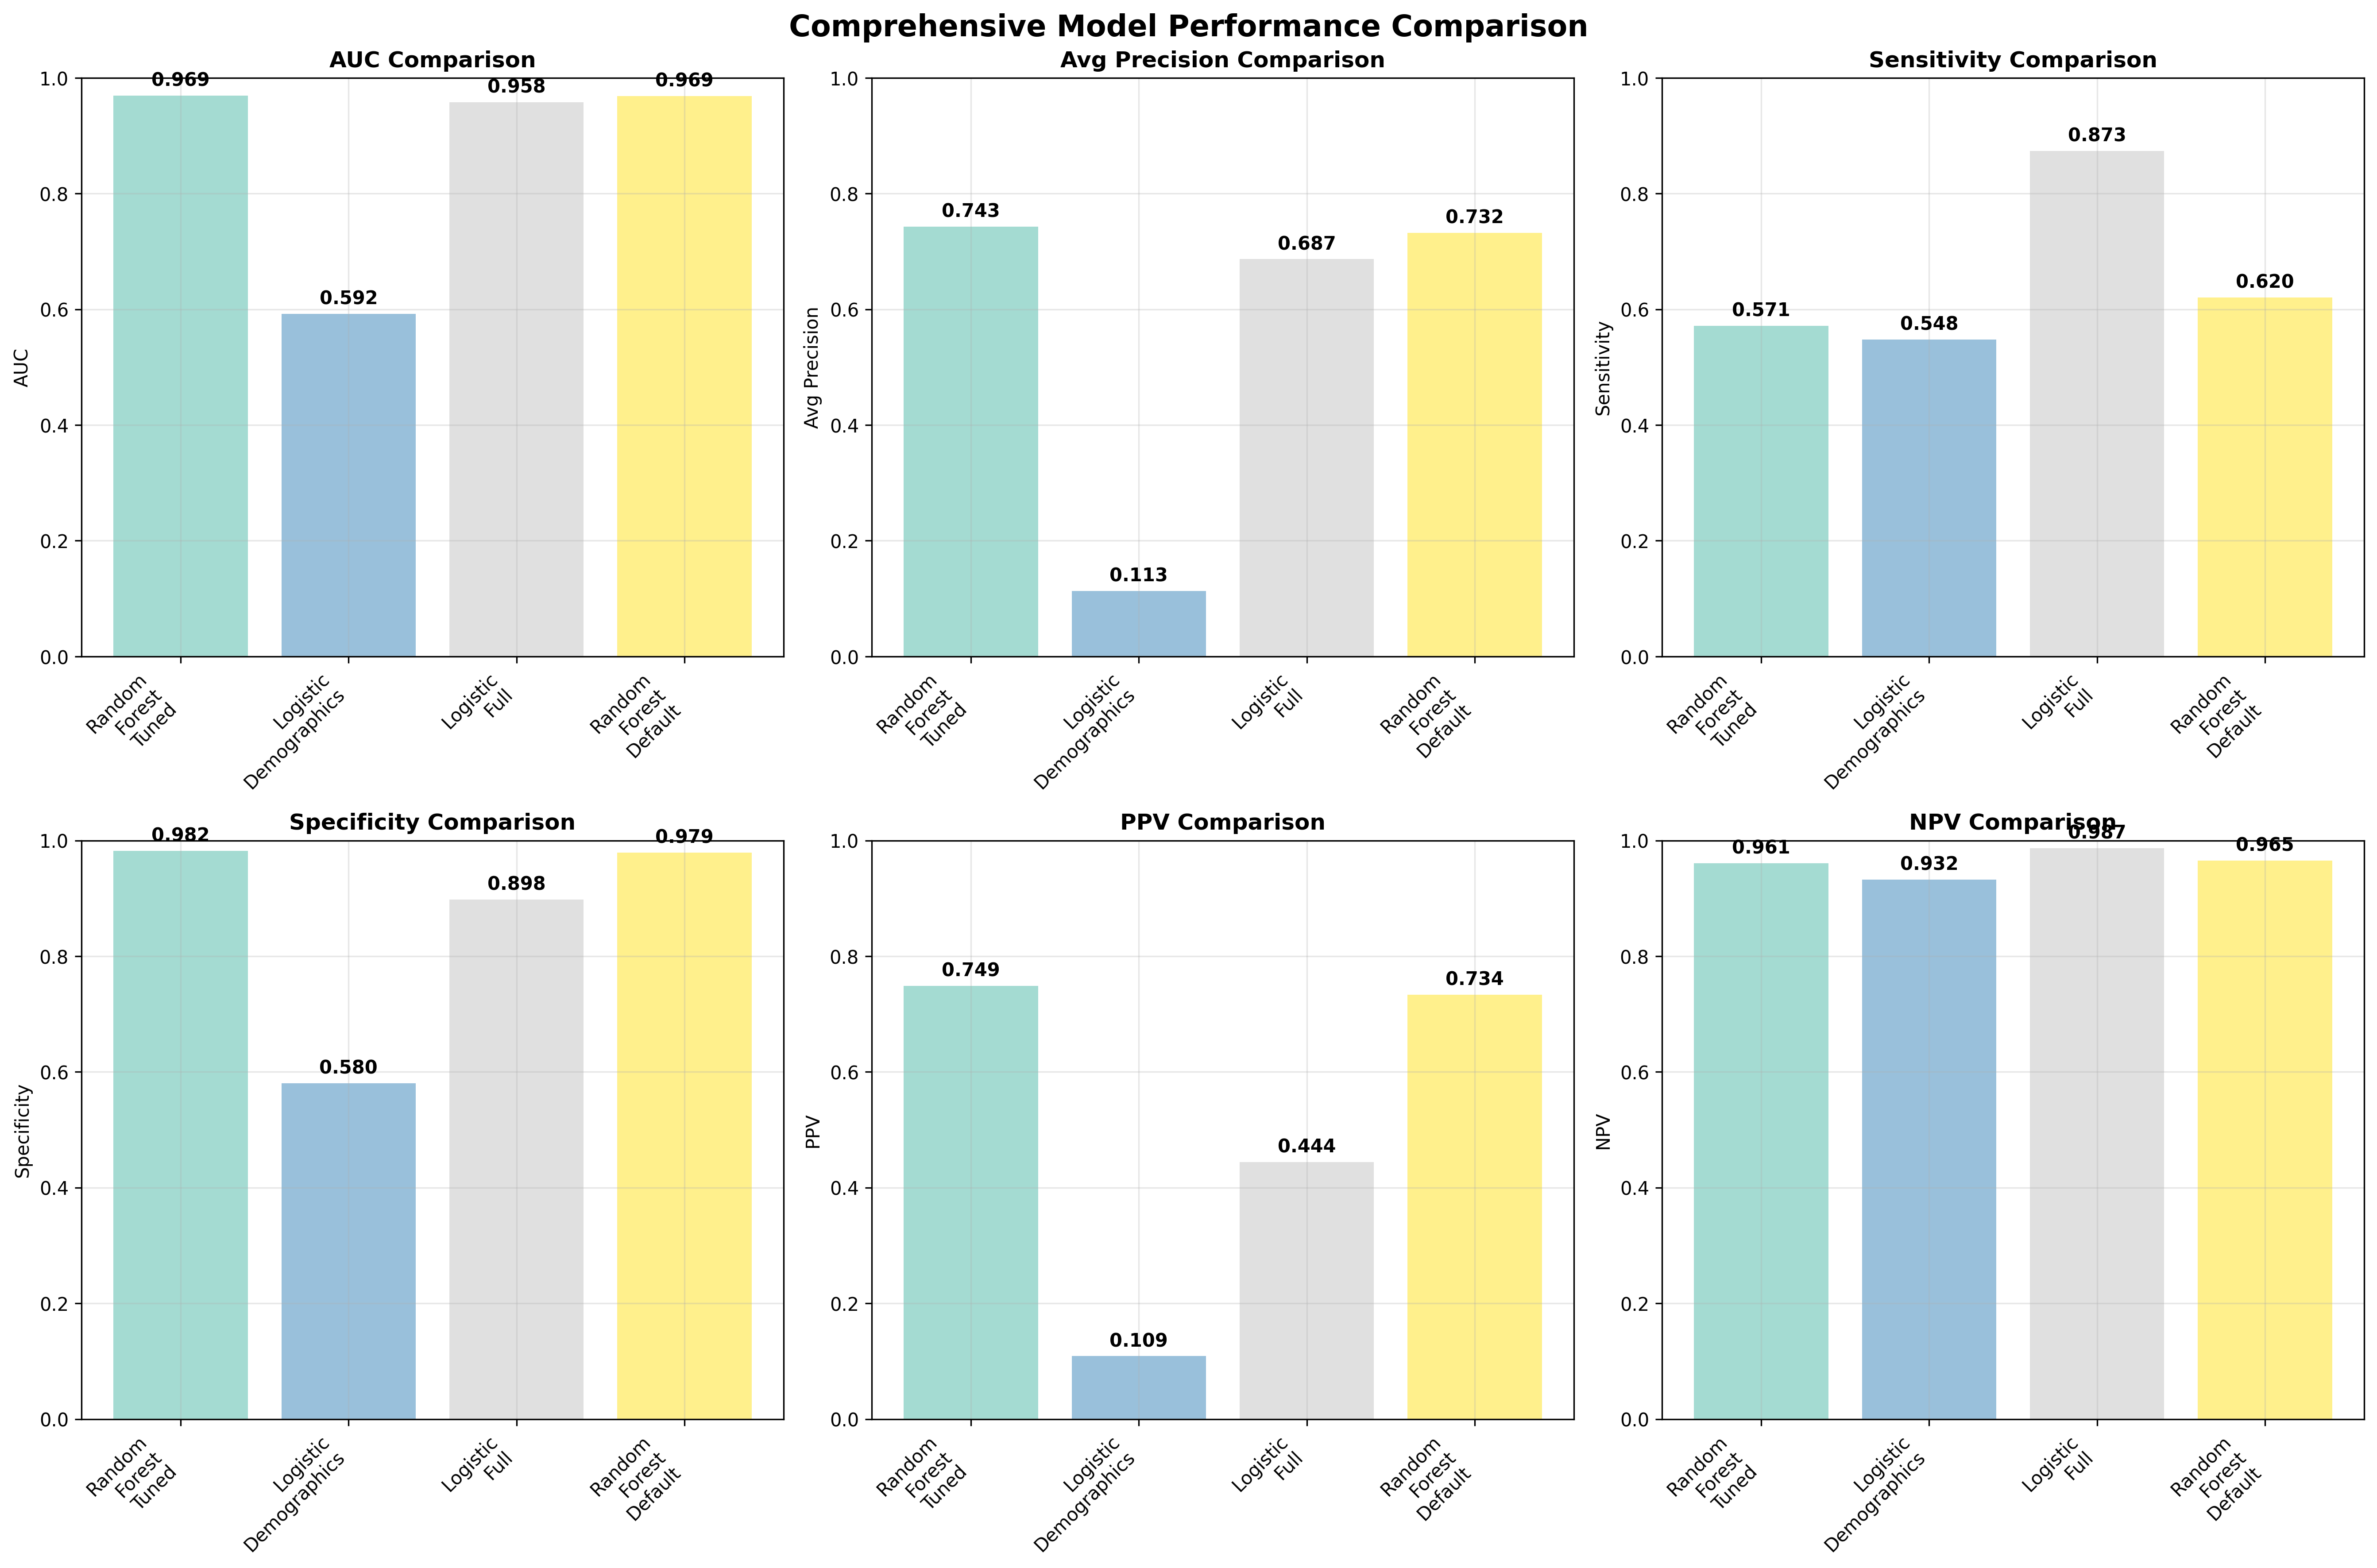 Comprehensive Model Performance Comparison
AUC Comparison
AUC
1.0
0.8
0.6
0.4
0.2
0.0
0.969
0.592
0.958
0.969
Random
Forest
Tuned
Logistic
Demographics
Logistic
Full
Random
Forest
Default
Avg Precision Comparison
Avg Precision
1.0
0.8
0.6
0.4
0.2
0.0
0.743
0.113
0.687
0.732
Random
Forest
Tuned
Logistic
Demographics
Logistic
Full
Random
Forest
Default
Sensitivity Comparison
Sensitivity
1.0
0.8
0.6
0.4
0.2
0.0
0.571
0.548
0.873
0.620
Random
Forest
Tuned
Logistic
Demographics
Logistic
Full
Random
Forest
Default
Specificity Comparison
Specificity
1.0
0.8
0.6
0.4
0.2
0.0
0.982
0.580
0.898
0.979
Random
Forest
Tuned
Logistic
Demographics
Logistic
Full
Random
Forest
Default
PPV Comparison
PPV
1.0
0.8
0.6
0.4
0.2
0.0
0.749
0.109
0.444
0.734
Random
Forest
Tuned
Logistic
Demographics
Logistic
Full
Random
Forest
Default
NPV Comparison
NPV
1.0
0.8
0.6
0.4
0.2
0.0
0.961
0.932
0.987
0.965
Random
Forest
Tuned
Logistic
Demographics
Logistic
Full
Random
Forest
Default